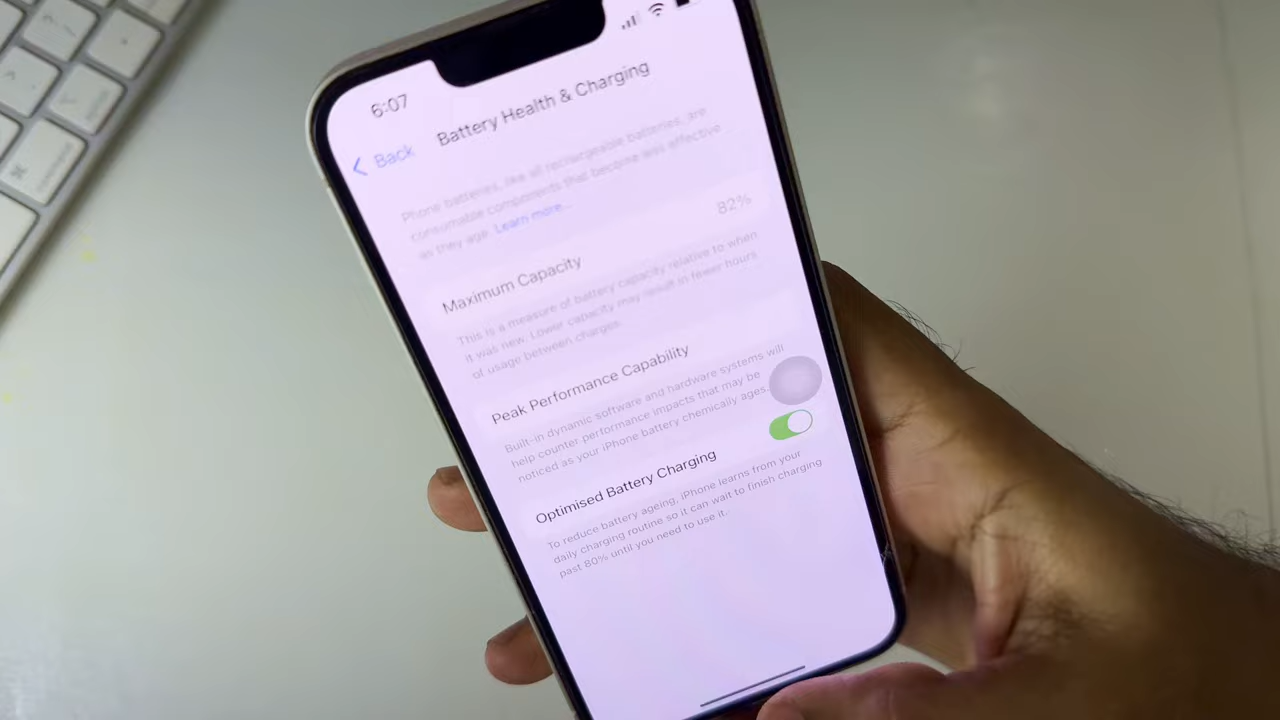 6:07
Back
Battery Health & Charging
Phone batteries, like all rechargeable batteries, are
consumable components that become less effective
as they age. Learn more...
Maximum Capacity 82%
This is a measure of battery capacity relative to when
it was new. Lower capacity may result in fewer hours
of usage between charges.
Peak Performance Capability
Built-in dynamic software and hardware systems will
help counter performance impacts that may be
noticed as your iPhone battery chemically ages.
Optimised Battery Charging
To reduce battery ageing, iPhone learns from your
daily charging routine so it can wait to finish charging
past 80% until you need to use it.